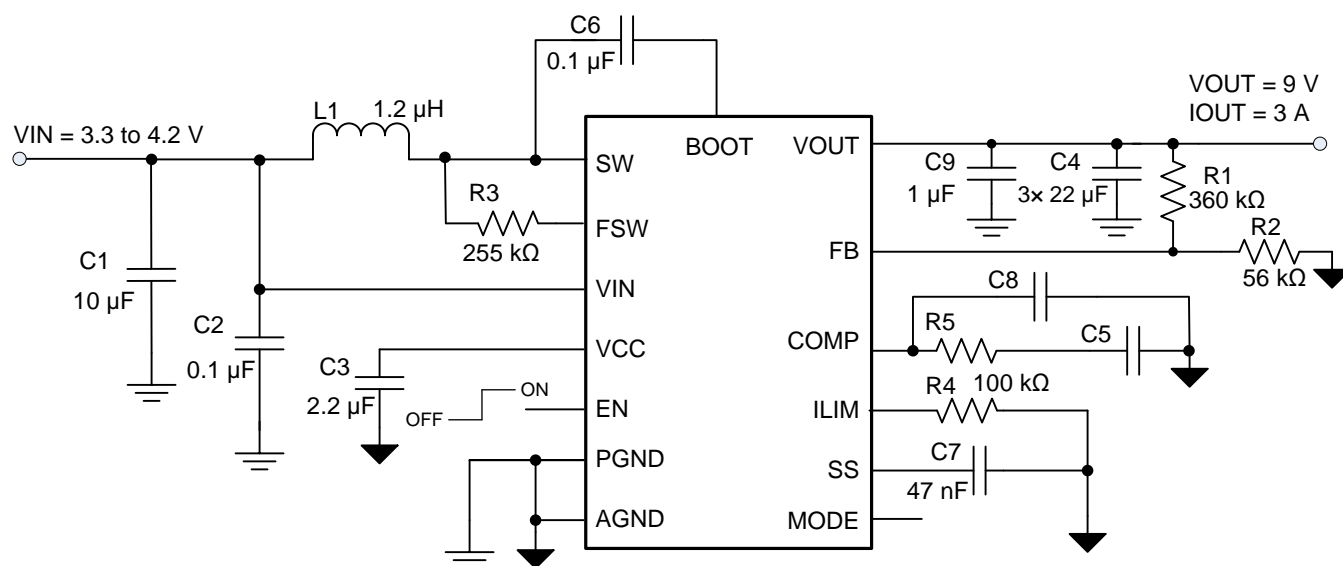 C6
0.1 µF
VOUT = 9 V
IOUT = 3 A
L1
1.2 µH
VIN = 3.3 to 4.2 V
BOOT
VOUT
SW
C9
1 µF
C4
3× 22 µF
R1
360 kΩ
R3
255 kΩ
FSW
FB
R2
56 kΩ
C1
10 µF
VIN
C8
C2
0.1 µF
VCC
COMP
R5
C5
C3
2.2 µF
OFF
ON
EN
ILIM
R4
100 kΩ
PGND
SS
C7
47 nF
AGND
MODE